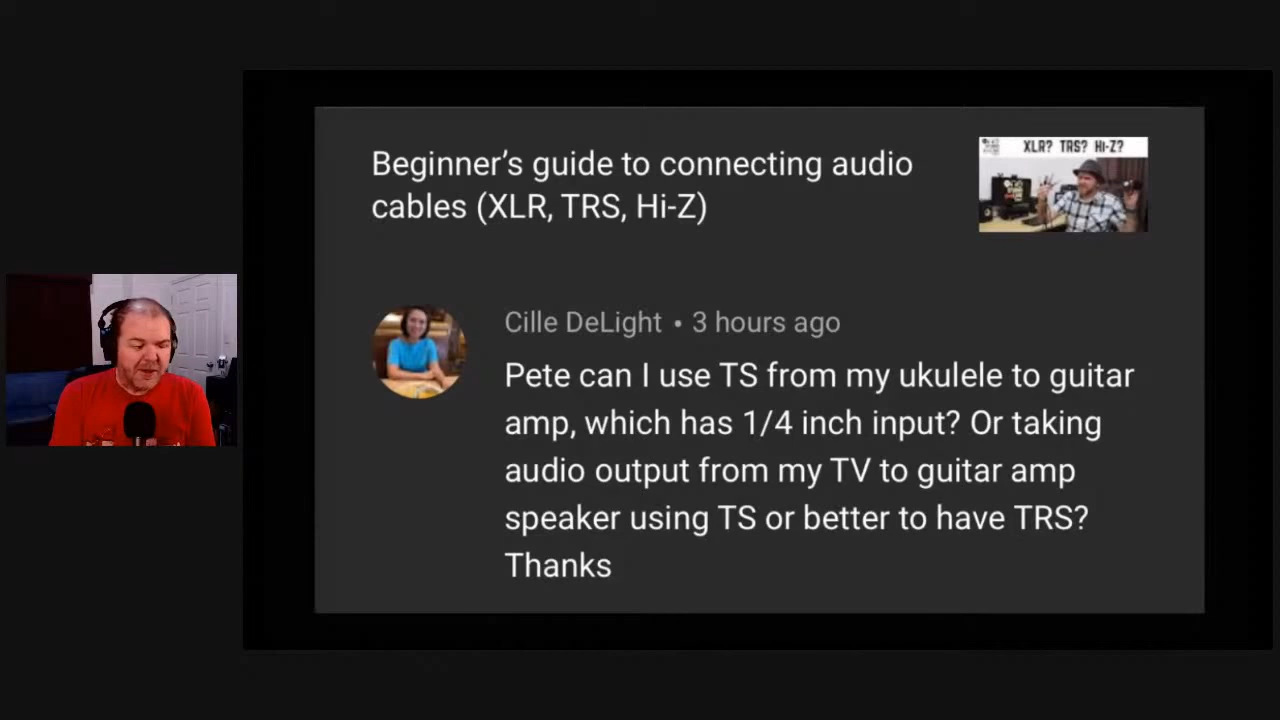 Beginner’s guide to connecting audio
cables (XLR, TRS, Hi-Z)
XLR? TRS? Hi-Z?
Cille DeLight • 3 hours ago
Pete can I use TS from my ukulele to guitar
amp, which has 1/4 inch input? Or taking
audio output from my TV to guitar amp
speaker using TS or better to have TRS?
Thanks